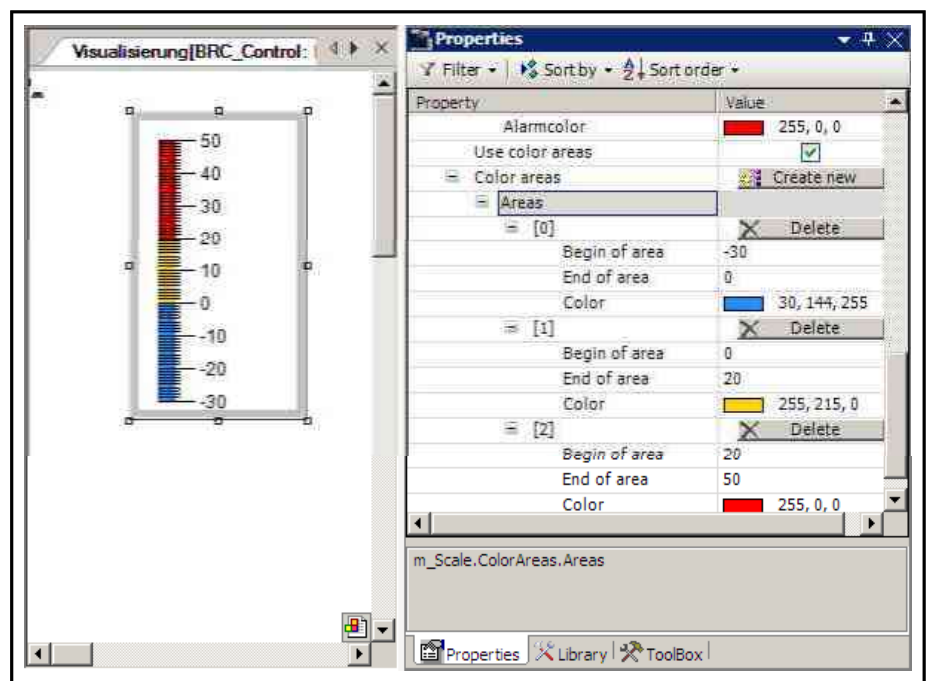 Visualisierung[BRC_Control:
50
40
30
20
10
0
-10
-20
-30
Properties
Filter Sort by Sort order
Property Value
Alarmcolor 255, 0, 0
Use color areas
Color areas Create new
Areas
[0] Delete
Begin of area -30
End of area 0
Color 30, 144, 255
[1] Delete
Begin of area 0
End of area 20
Color 255, 215, 0
[2] Delete
Begin of area 20
End of area 50
Color 255, 0, 0
m_Scale.ColorAreas.Areas
Properties Library ToolBox